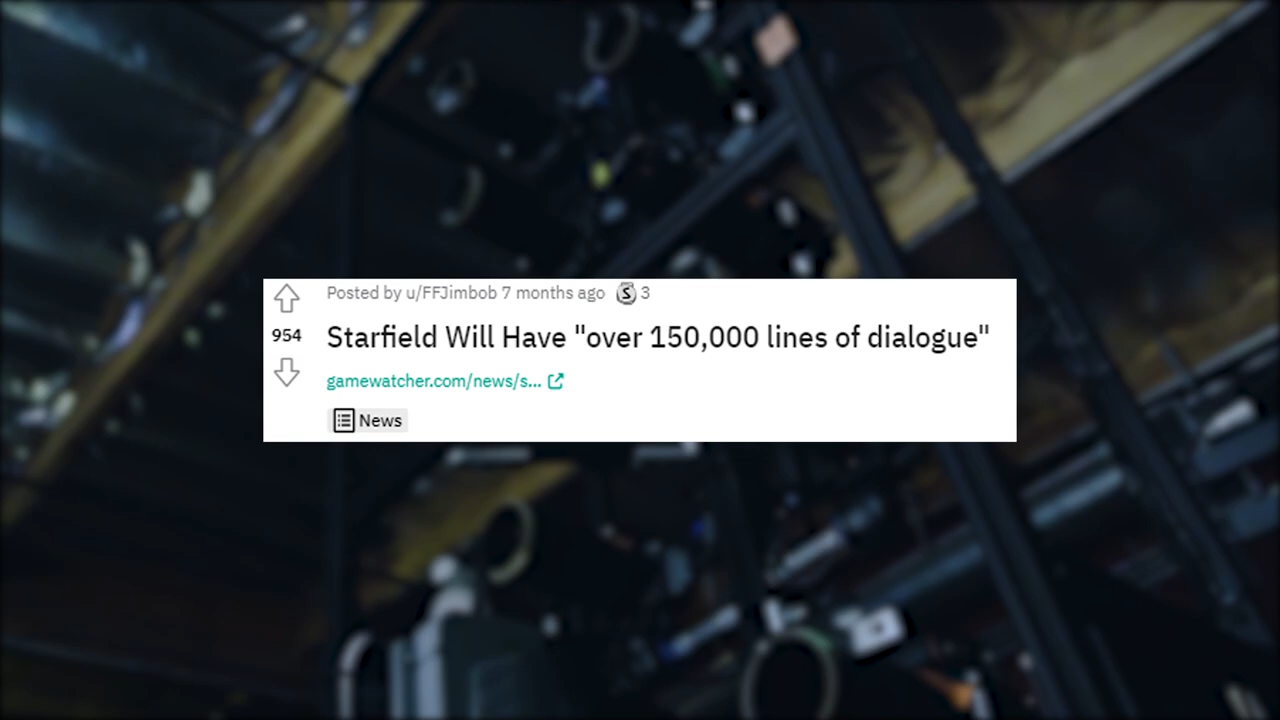 Posted by u/FFJimbob 7 months ago S 3
954
Starfield Will Have "over 150,000 lines of dialogue"
gamewatcher.com/news/s...
News